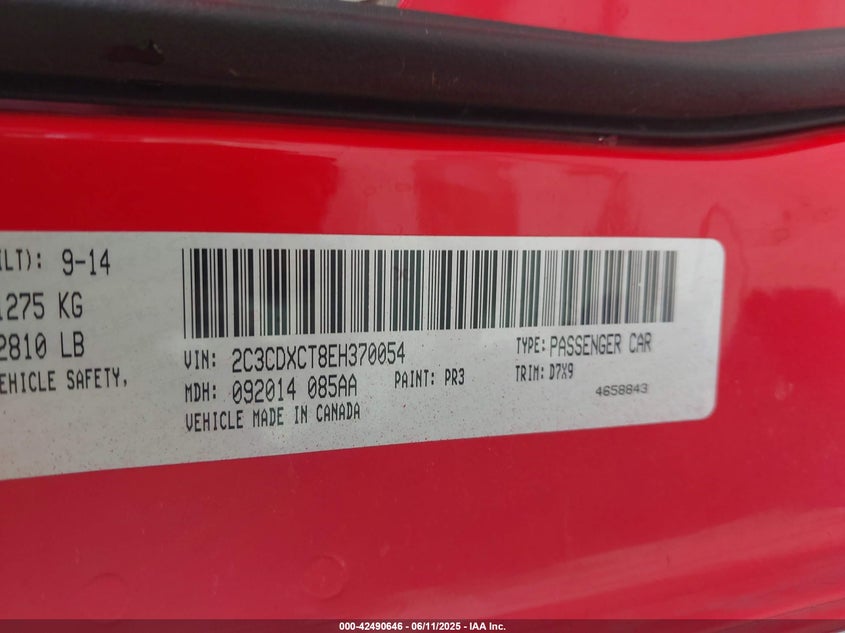 ILT): 9-14
1275 KG
2810 LB
EHICLE SAFETY,
VIN: 2C3CDXCT8EH370054
TYPE: PASSENGER CAR
MDH: 092014 085AA
PAINT: PR3
TRIM: D7X9
VEHICLE MADE IN CANADA
4658843
000-42490646 - 06/11/2025 - IAA Inc.